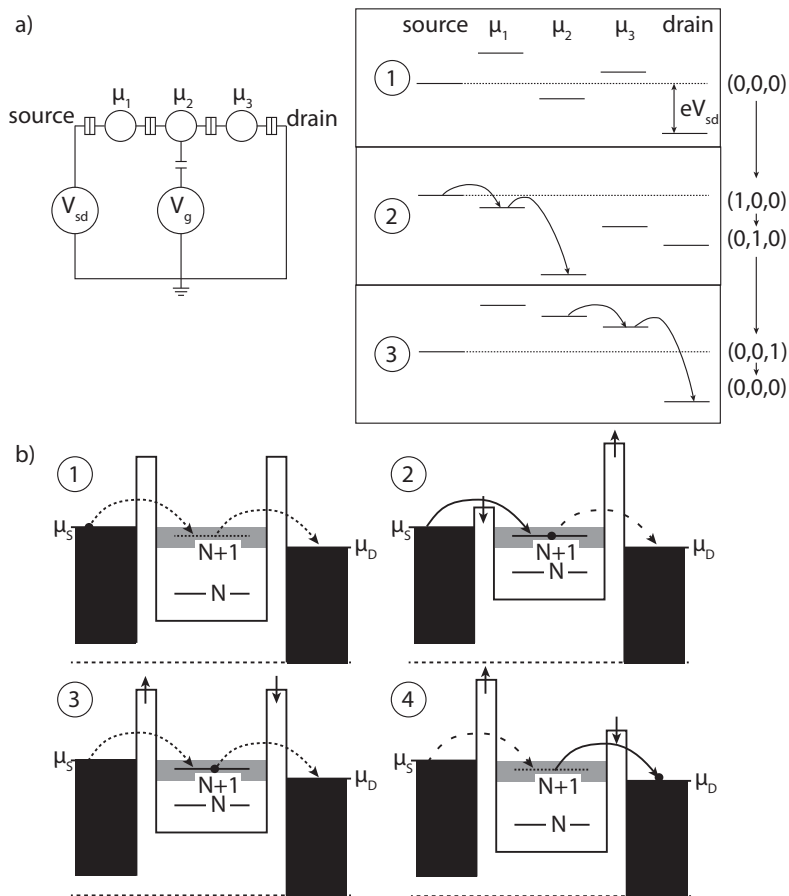 a)
source μ1 μ2 μ3 drain
Vsd
Vg
source μ1 μ2 μ3 drain
1
eVsd
(0,0,0)
2
(1,0,0)
(0,1,0)
3
(0,0,1)
(0,0,0)
b)
1
μS
N+1
N
μD
2
μS
N+1
N
μD
3
μS
N+1
N
μD
4
μS
N+1
N
μD